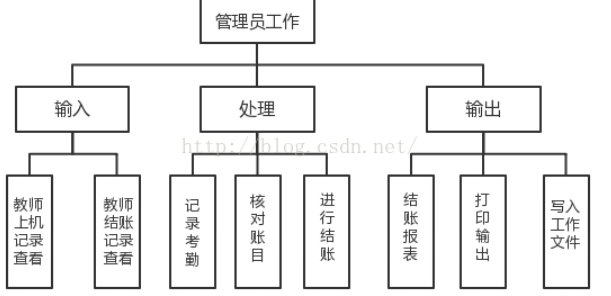 管理员工作
输入
处理
输出
http://blog.csdn.net/
教师
上机
记录
查看
教师
结账
记录
查看
记
录
考
勤
核
对
账
目
进
行
结
账
结
账
报
表
打
印
输
出
写入
工作
文件